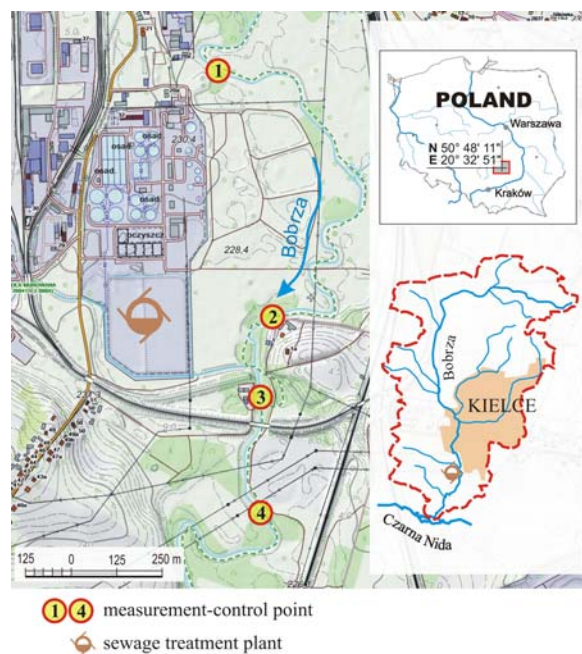 1
230,4
osad.
osad.
osad.
osad.
oczyszcz
228,4
Bobrza
2
3
4
125 0 125 250 m
POLAND
Warszawa
N 50° 48' 11"
E 20° 32' 51"
Kraków
Bobrza
KIELCE
Czarna Nida
1 4 measurement-control point
sewage treatment plant